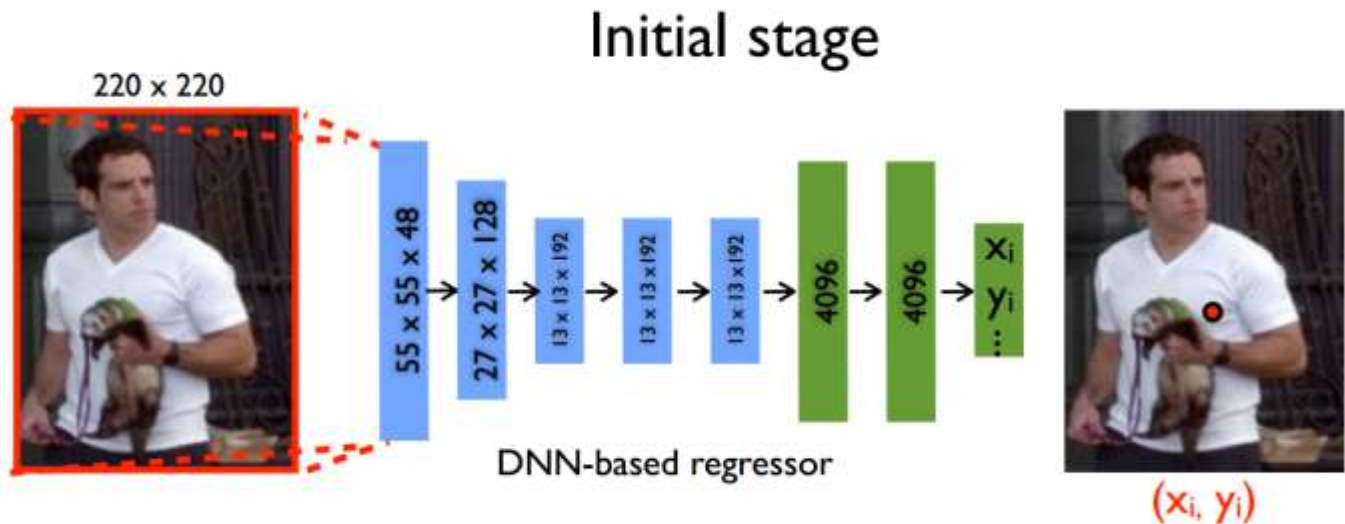 Initial stage
220 x 220
55 x 55 x 48
27 x 27 x 128
13 x 13 x 192
13 x 13 x 192
13 x 13 x 192
4096
4096
xᵢ
yᵢ
...
DNN-based regressor
(xᵢ, yᵢ)